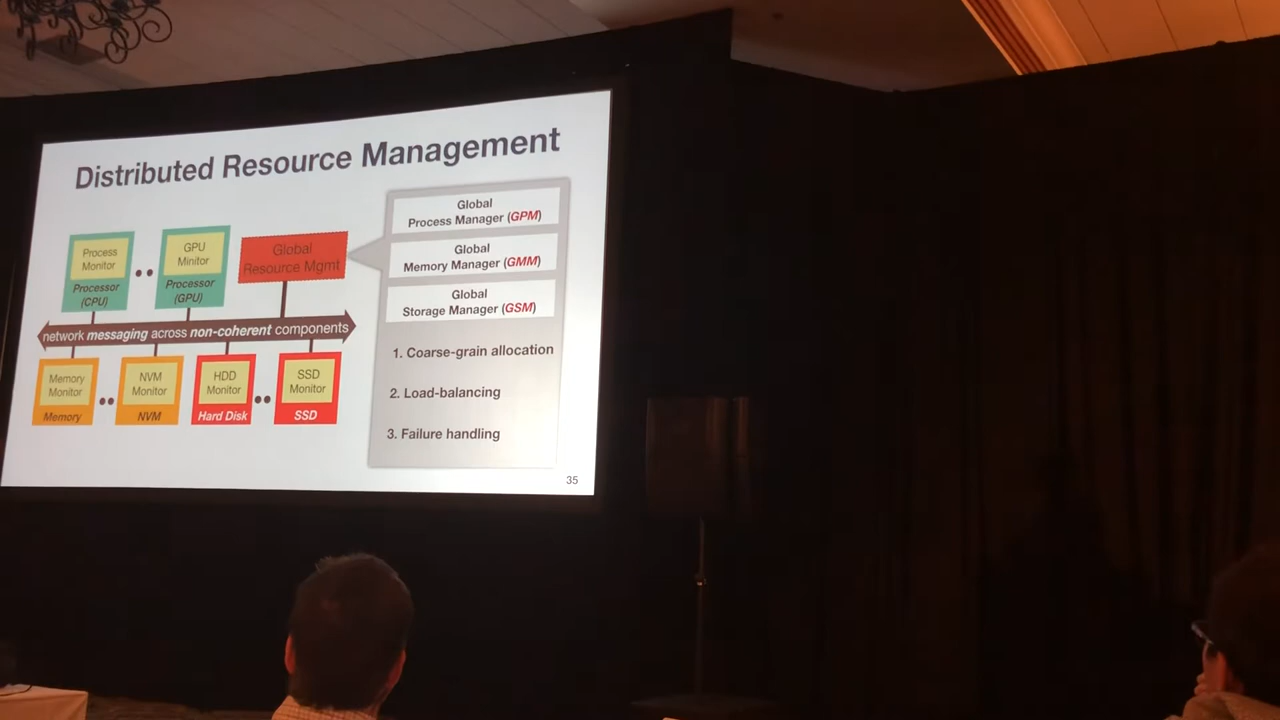 Distributed Resource Management
Process
Monitor
Processor
(CPU)
GPU
Minitor
Processor
(GPU)
Global
Resource Mgmt
network messaging across non-coherent components
Memory
Monitor
Memory
NVM
Monitor
NVM
HDD
Monitor
Hard Disk
SSD
Monitor
SSD
Global
Process Manager (GPM)
Global
Memory Manager (GMM)
Global
Storage Manager (GSM)
1. Coarse-grain allocation
2. Load-balancing
3. Failure handling
35